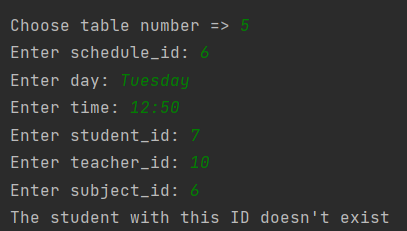 Choose table number => 5
Enter schedule_id: 6
Enter day: Tuesday
Enter time: 12:50
Enter student_id: 7
Enter teacher_id: 10
Enter subject_id: 6
The student with this ID doesn't exist